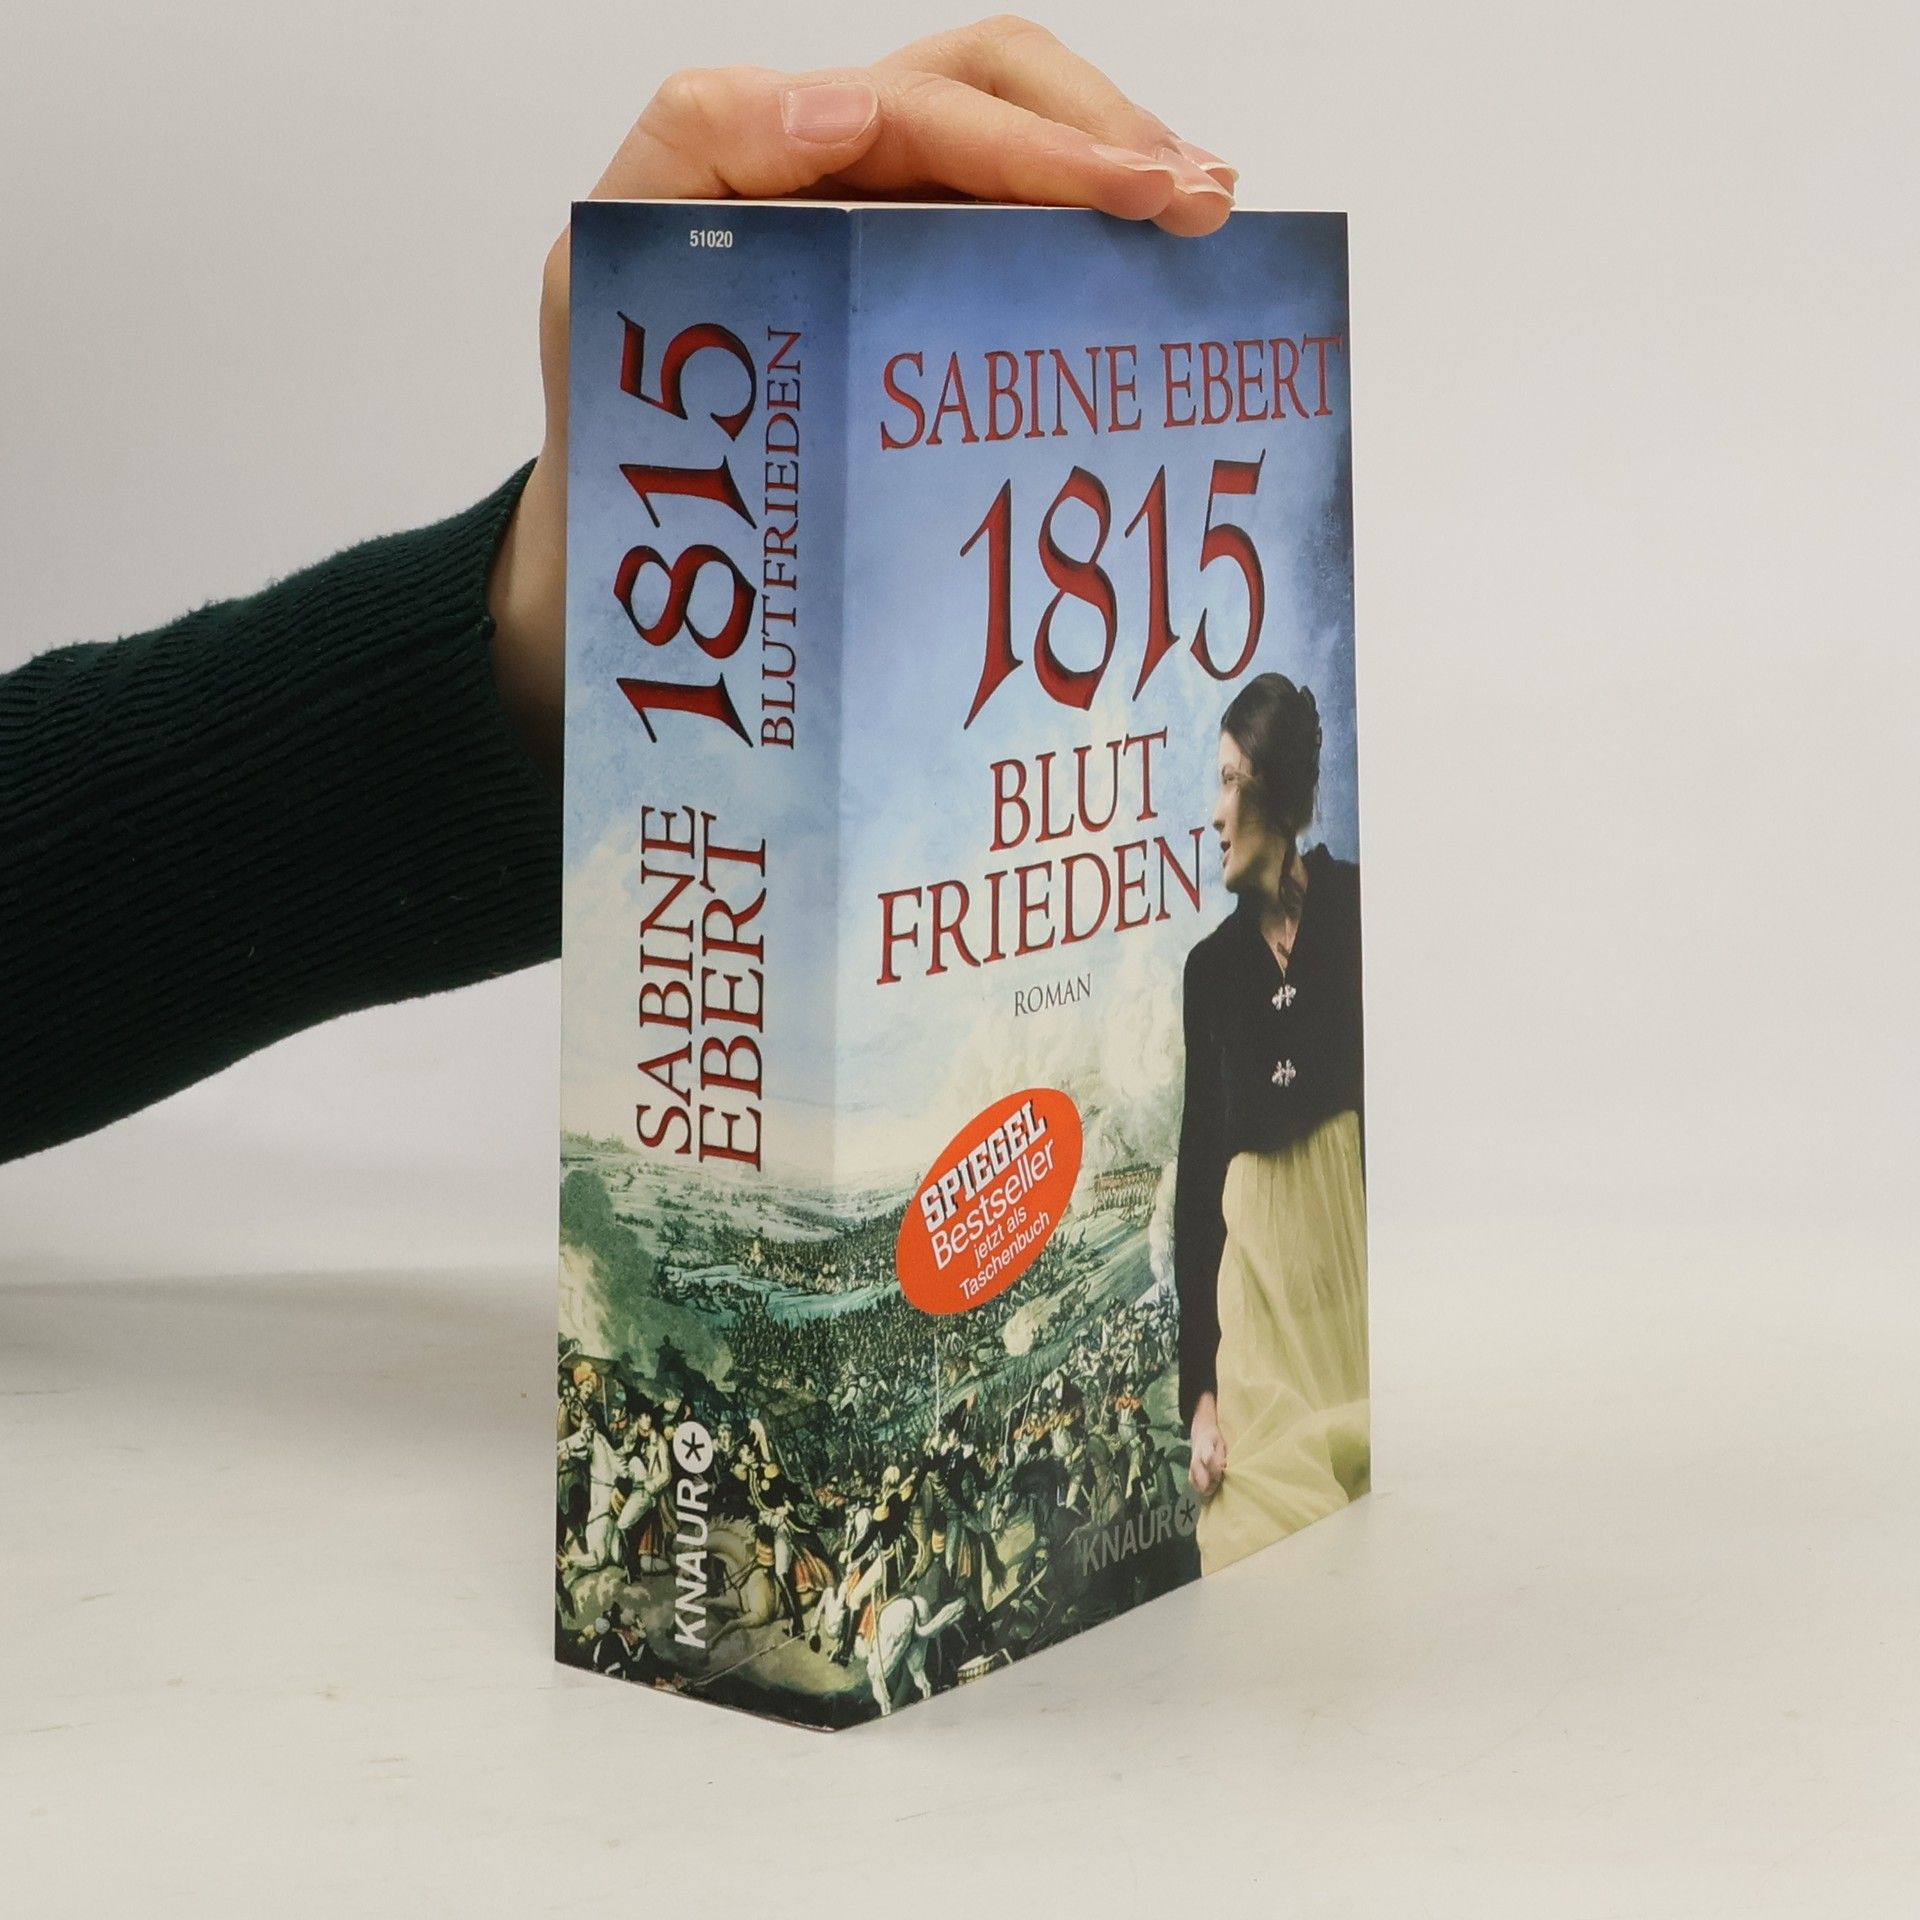 51020
1815
BLUTFRIEDEN
SABINE
EBERT
KNAUR
SABINE EBERT
1815
BLUT
FRIEDEN
ROMAN
SPIEGEL
Bestseller
jetzt als
Taschenbuch
KNAUR